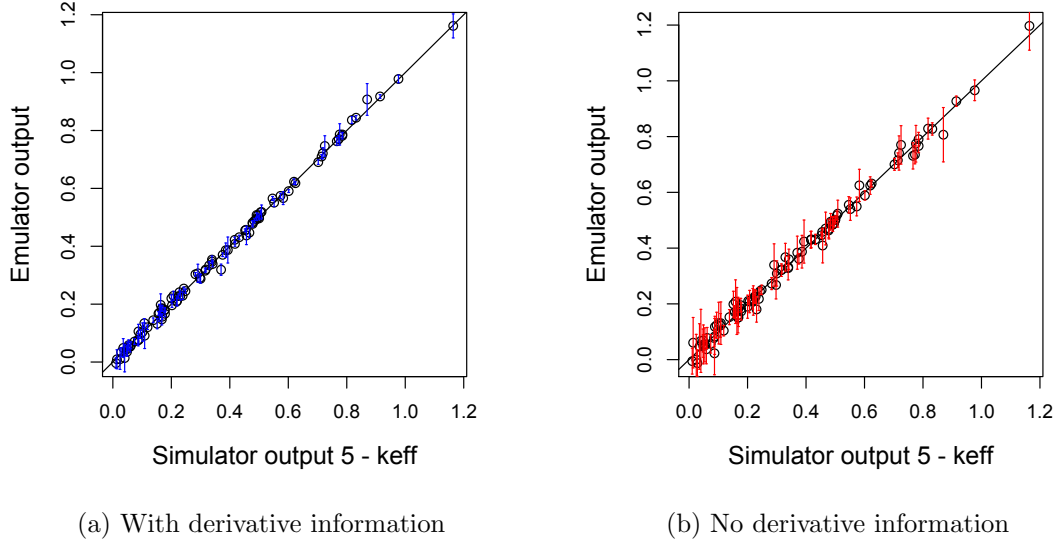 Emulator output
0.0 0.2 0.4 0.6 0.8 1.0 1.2
0.0 0.2 0.4 0.6 0.8 1.0 1.2
Simulator output 5 - keff
(a) With derivative information
Emulator output
0.0 0.2 0.4 0.6 0.8 1.0 1.2
0.0 0.2 0.4 0.6 0.8 1.0 1.2
Simulator output 5 - keff
(b) No derivative information